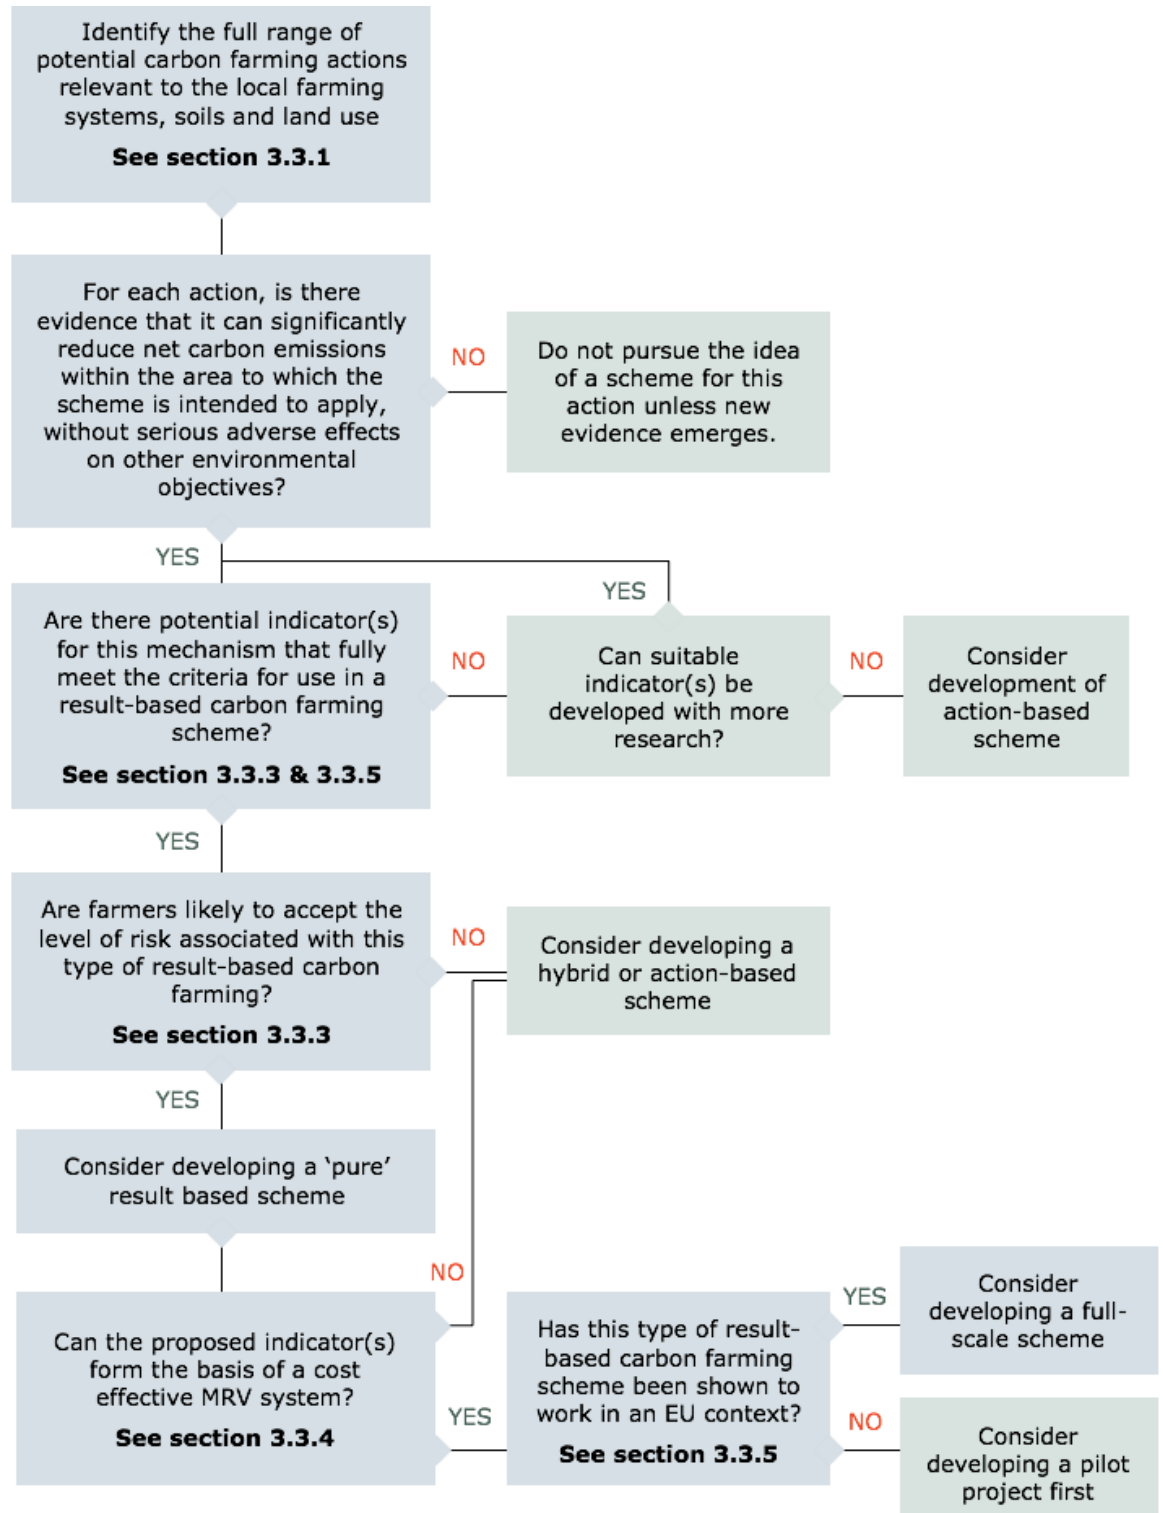 Identify the full range of
potential carbon farming actions
relevant to the local farming
systems, soils and land use
See section 3.3.1
For each action, is there
evidence that it can significantly
reduce net carbon emissions
within the area to which the
scheme is intended to apply,
without serious adverse effects
on other environmental
objectives?
NO
Do not pursue the idea
of a scheme for this
action unless new
evidence emerges.
YES
YES
Are there potential indicator(s)
for this mechanism that fully
meet the criteria for use in a
result-based carbon farming
scheme?
See section 3.3.3 & 3.3.5
NO
Can suitable
indicator(s) be
developed with more
research?
NO
Consider
development of
action-based
scheme
YES
Are farmers likely to accept the
level of risk associated with this
type of result-based carbon
farming?
See section 3.3.3
NO
Consider developing a
hybrid or action-based
scheme
YES
Consider developing a ‘pure’
result based scheme
NO
Can the proposed indicator(s)
form the basis of a cost
effective MRV system?
See section 3.3.4
YES
Has this type of result-
based carbon farming
scheme been shown to
work in an EU context?
See section 3.3.5
YES
Consider
developing a full-
scale scheme
NO
Consider
developing a pilot
project first